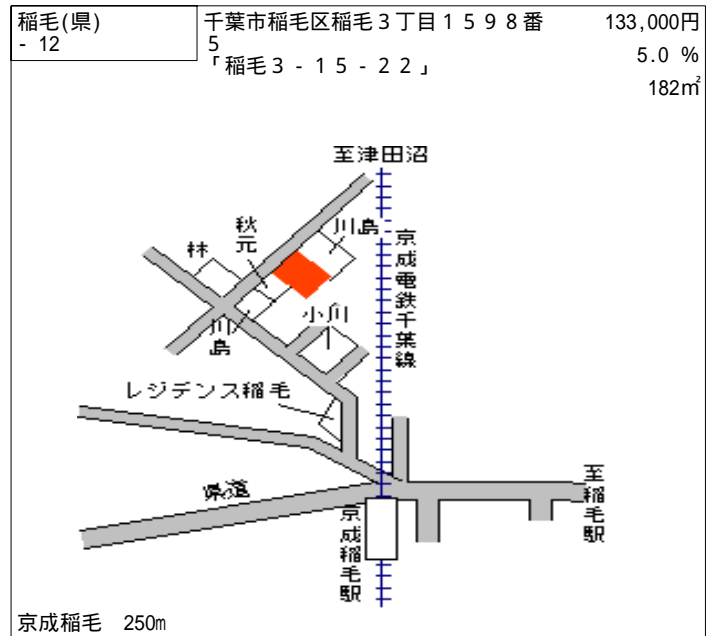 稲毛(県)
- 12
千葉市稲毛区稲毛3丁目1598番
5
「稲毛3-15-22」
133,000円
5.0 %
182㎡
至津田沼
川島
秋元
林
京成電鉄千葉線
川島
小川
レジデンス稲毛
県道
至稲毛駅
京成稲毛駅
京成稲毛 250m